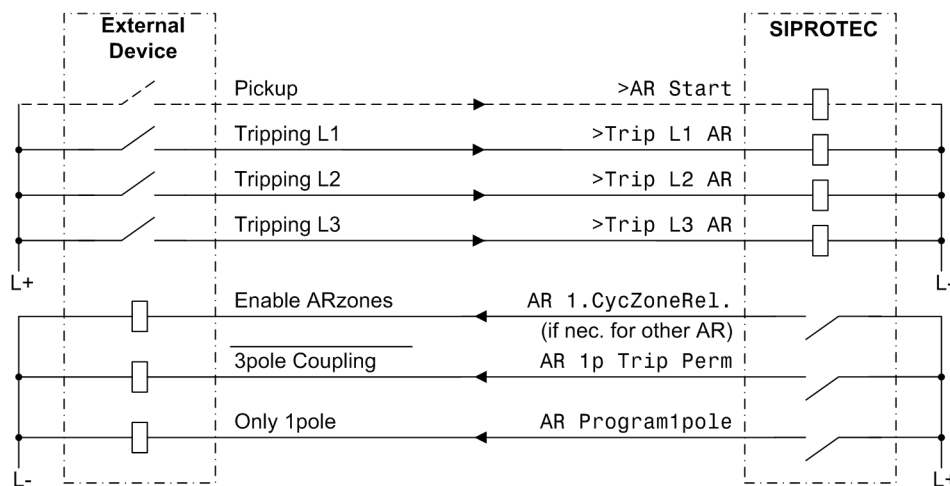 External
Device
SIPROTEC
Pickup >AR Start
Tripping L1 >Trip L1 AR
Tripping L2 >Trip L2 AR
Tripping L3 >Trip L3 AR
L+ L-
Enable ARzones AR 1.CycZoneRel.
(if nec. for other AR)
3pole Coupling AR 1p Trip Perm
Only 1pole AR Program1pole
L- L+